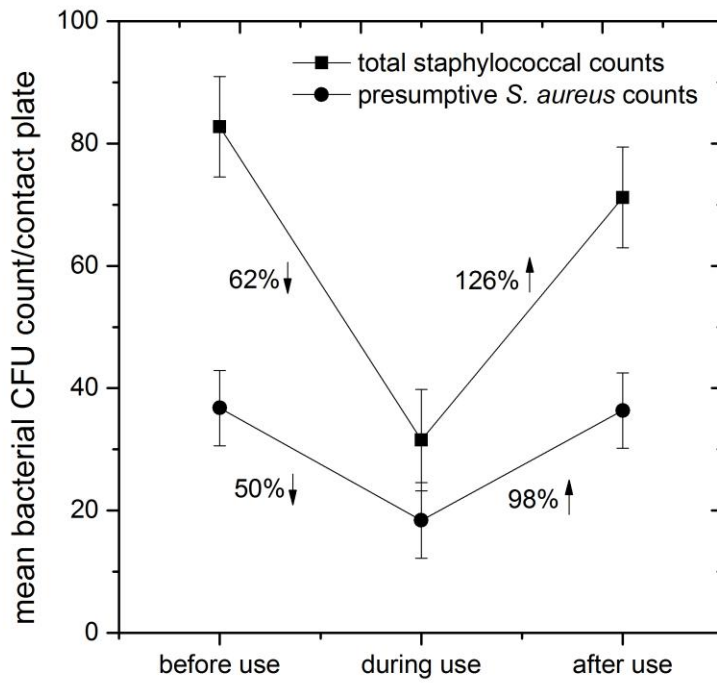 mean bacterial CFU count/contact plate
100
80
60
40
20
0
total staphylococcal counts
presumptive S. aureus counts
62%
126%
50%
98%
before use
during use
after use